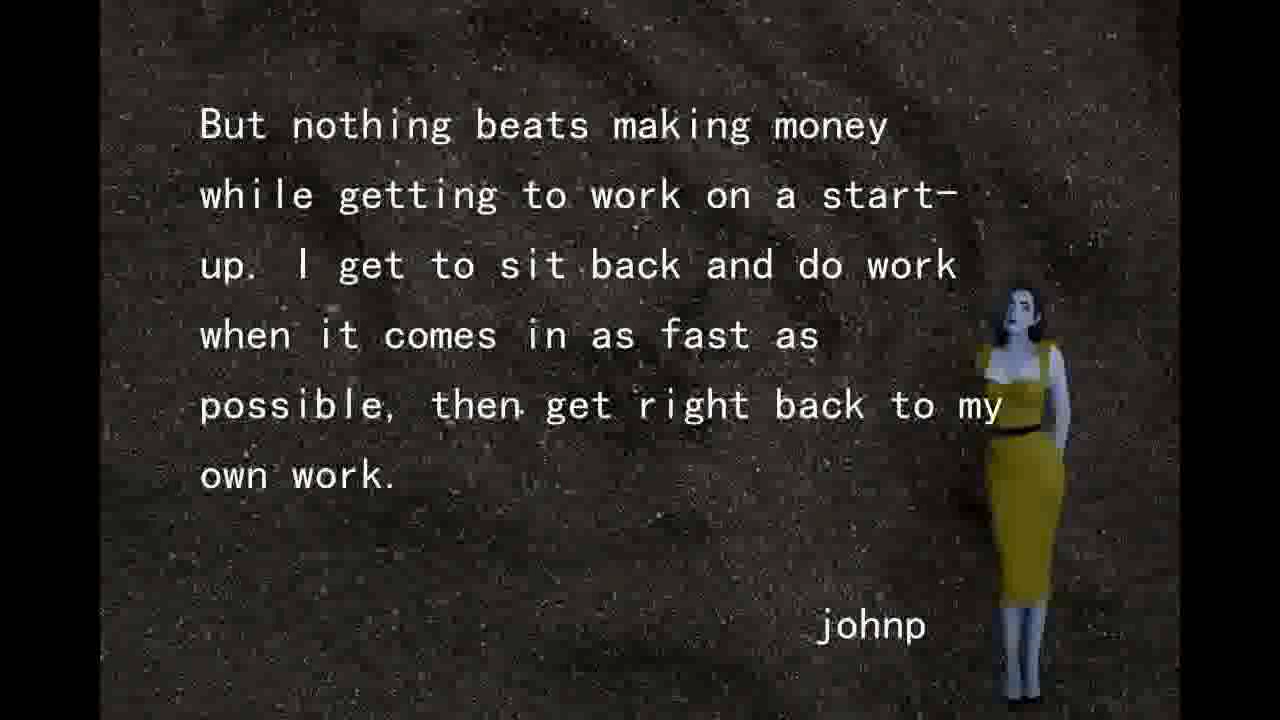 But nothing beats making money
while getting to work on a start-
up. I get to sit back and do work
when it comes in as fast as
possible, then get right back to my
own work.
johnp